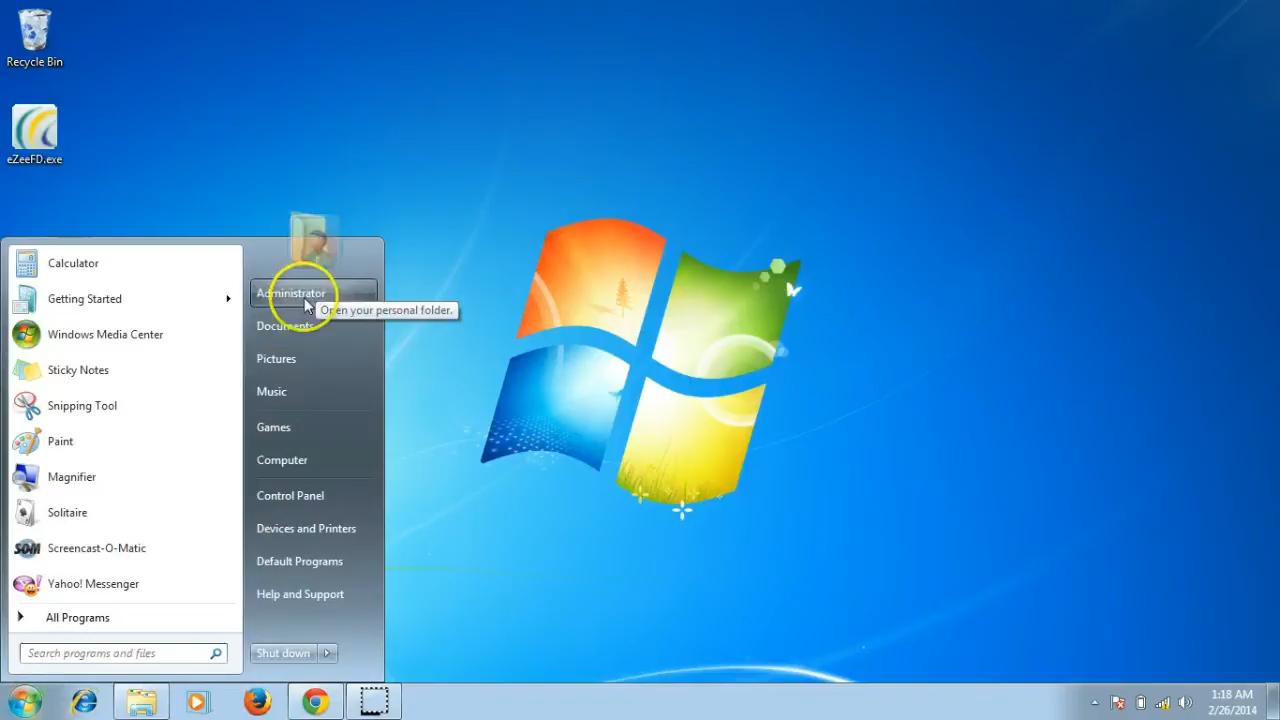 Recycle Bin
eZeeFD.exe
Calculator
Getting Started
Windows Media Center
Sticky Notes
Snipping Tool
Paint
Magnifier
Solitaire
SOM Screencast-O-Matic
Yahoo! Messenger
All Programs
Search programs and files
Administrator
Open your personal folder.
Documents
Pictures
Music
Games
Computer
Control Panel
Devices and Printers
Default Programs
Help and Support
Shut down
1:18 AM
2/26/2014